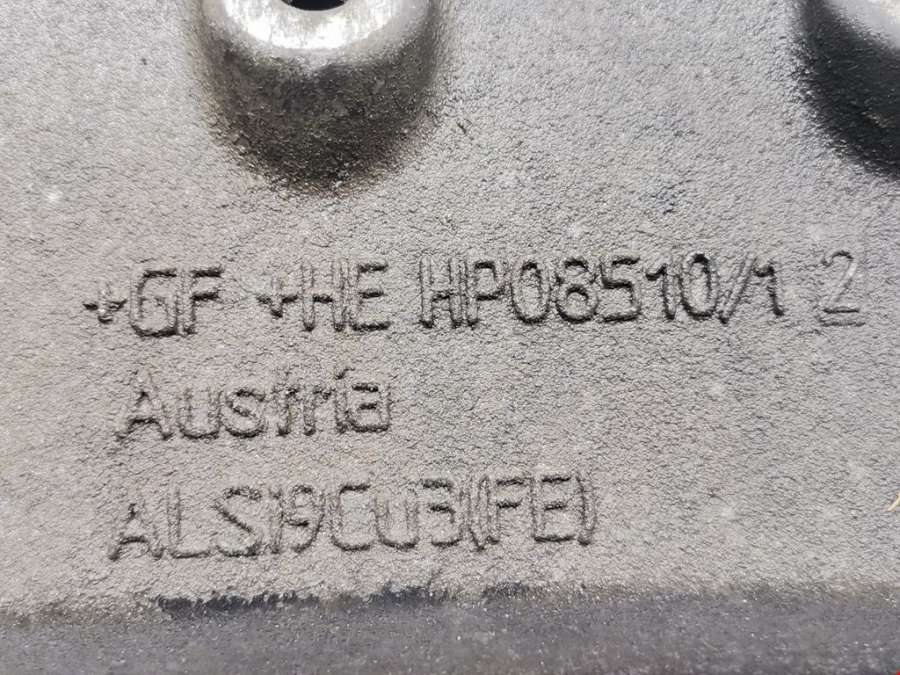 +GF +HE HP08510/1 2
Austria
ALSi9Cu3(FE)